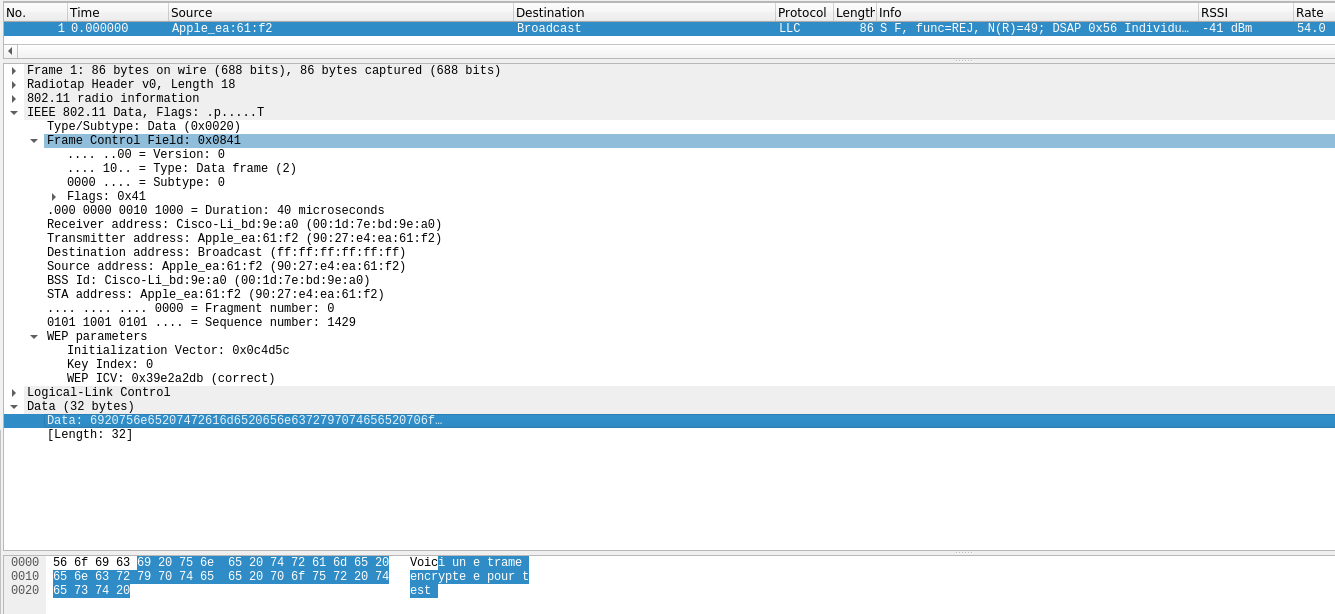 No. Time Source Destination Protocol Length Info RSSI Rate
1 0.000000 Apple_ea:61:f2 Broadcast LLC 86 S F, func=REJ, N(R)=49; DSAP 0x56 Individu… -41 dBm 54.0
Frame 1: 86 bytes on wire (688 bits), 86 bytes captured (688 bits)
Radiotap Header v0, Length 18
802.11 radio information
IEEE 802.11 Data, Flags: .p.....T
Type/Subtype: Data (0x0020)
Frame Control Field: 0x0841
.... ..00 = Version: 0
.... 10.. = Type: Data frame (2)
0000 .... = Subtype: 0
Flags: 0x41
.000 0000 0010 1000 = Duration: 40 microseconds
Receiver address: Cisco-Li_bd:9e:a0 (00:1d:7e:bd:9e:a0)
Transmitter address: Apple_ea:61:f2 (90:27:e4:ea:61:f2)
Destination address: Broadcast (ff:ff:ff:ff:ff:ff)
Source address: Apple_ea:61:f2 (90:27:e4:ea:61:f2)
BSS Id: Cisco-Li_bd:9e:a0 (00:1d:7e:bd:9e:a0)
STA address: Apple_ea:61:f2 (90:27:e4:ea:61:f2)
.... .... .... 0000 = Fragment number: 0
0101 1001 0101 .... = Sequence number: 1429
WEP parameters
Initialization Vector: 0x0c4d5c
Key Index: 0
WEP ICV: 0x39e2a2db (correct)
Logical-Link Control
Data (32 bytes)
Data: 6920756e65207472616d6520656e6372797074656520706f…
[Length: 32]
0000 56 6f 69 63 69 20 75 6e 65 20 74 72 61 6d 65 20 Voici un e trame
0010 65 6e 63 72 79 70 74 65 65 20 70 6f 75 72 20 74 encrypte e pour t
0020 65 73 74 20 est